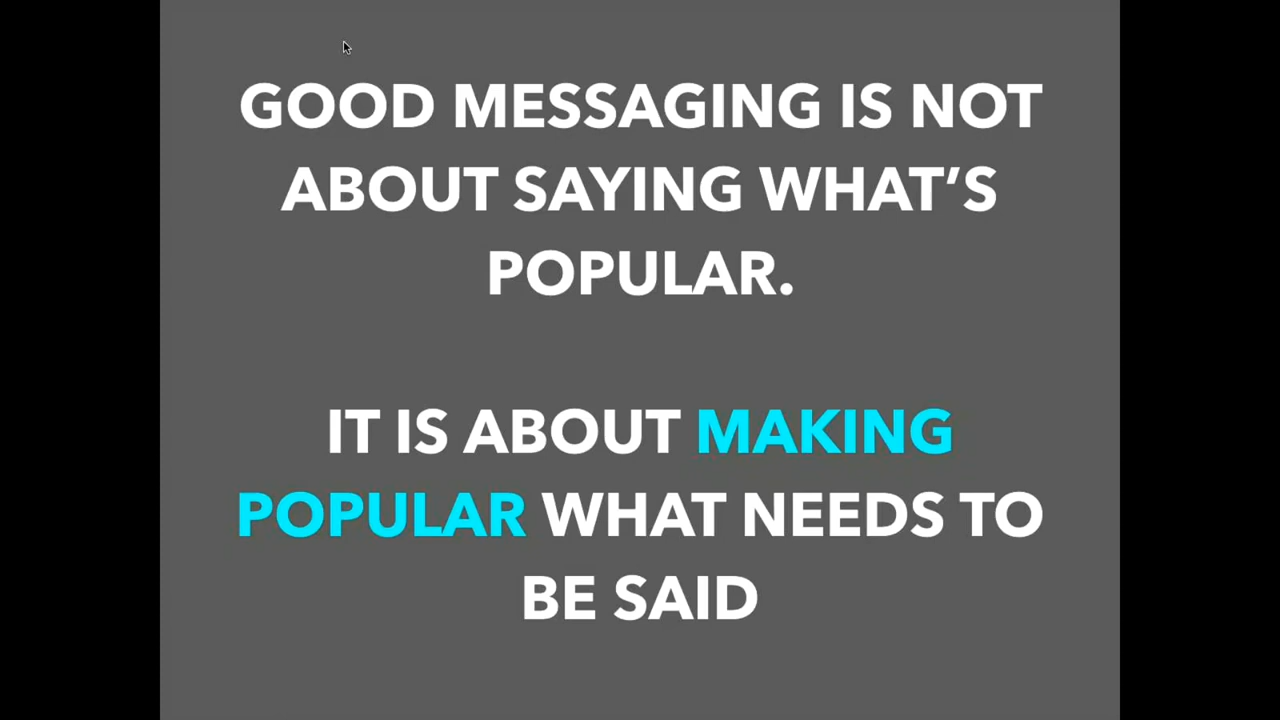 GOOD MESSAGING IS NOT
ABOUT SAYING WHAT’S
POPULAR.
IT IS ABOUT MAKING
POPULAR WHAT NEEDS TO
BE SAID